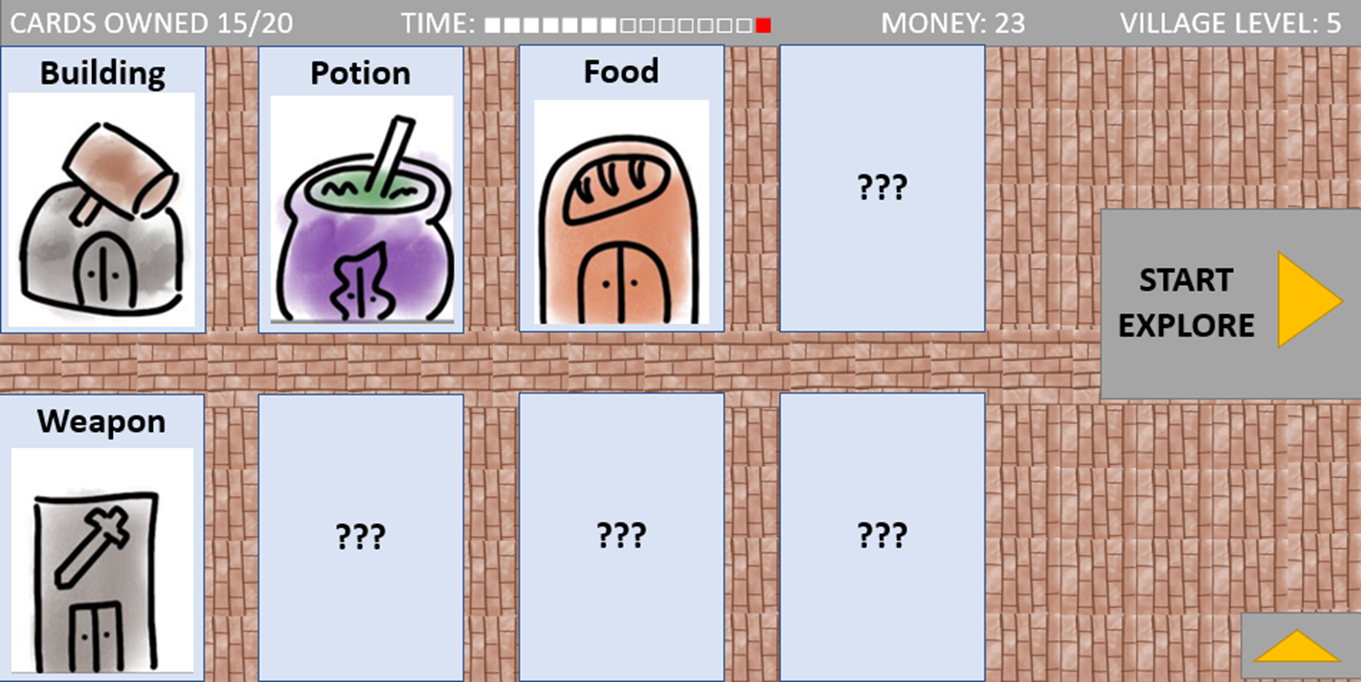 CARDS OWNED 15/20
TIME:
MONEY: 23
VILLAGE LEVEL: 5
Building
Potion
Food
???
START
EXPLORE
Weapon
???
???
???